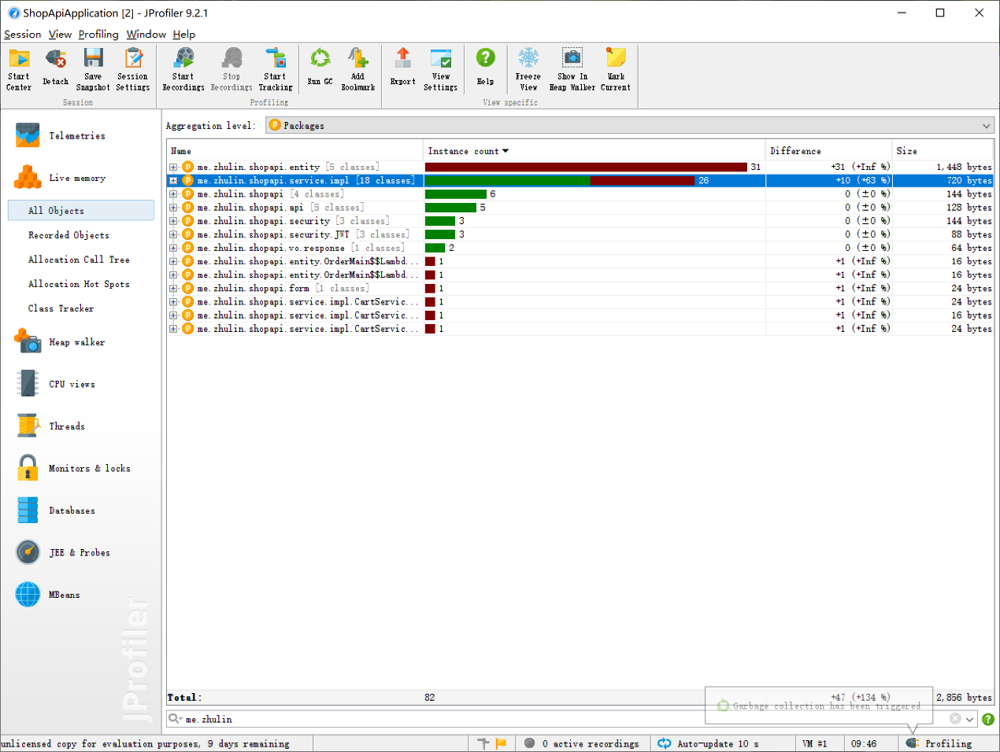 ShopApiApplication [2] - JProfiler 9.2.1
Session View Profiling Window Help
Start Center
Detach
Save Snapshot
Session Settings
Start Recordings
Stop Recordings
Start Tracking
Run GC
Add Bookmark
Export
View Settings
Help
Freeze View
Show In Heap Walker
Mark Current
Session
Profiling
View specific
Telemetries
Live memory
All Objects
Recorded Objects
Allocation Call Tree
Allocation Hot Spots
Class Tracker
Heap walker
CPU views
Threads
Monitors & locks
Databases
JEE & Probes
MBeans
JProfiler
Aggregation level: Packages
Name Instance count Difference Size
me.zhulin.shopapi.entity [5 classes] 31 +31 (+Inf %) 1,448 bytes
me.zhulin.shopapi.service.impl [18 classes] 26 +10 (+63 %) 720 bytes
me.zhulin.shopapi [4 classes] 6 0 (±0 %) 144 bytes
me.zhulin.shopapi.api [5 classes] 5 0 (±0 %) 128 bytes
me.zhulin.shopapi.security [3 classes] 3 0 (±0 %) 144 bytes
me.zhulin.shopapi.security.JWT [3 classes] 3 0 (±0 %) 88 bytes
me.zhulin.shopapi.vo.response [1 classes] 2 0 (±0 %) 64 bytes
me.zhulin.shopapi.entity.OrderMain$$Lambd... 1 +1 (+Inf %) 16 bytes
me.zhulin.shopapi.entity.OrderMain$$Lambd... 1 +1 (+Inf %) 16 bytes
me.zhulin.shopapi.form [1 classes] 1 +1 (+Inf %) 24 bytes
me.zhulin.shopapi.service.impl.CartServic... 1 +1 (+Inf %) 24 bytes
me.zhulin.shopapi.service.impl.CartServic... 1 +1 (+Inf %) 16 bytes
me.zhulin.shopapi.service.impl.CartServic... 1 +1 (+Inf %) 24 bytes
Total: 82 +47 (+134 %) 2,856 bytes
Garbage collection has been triggered
me.zhulin
unlicensed copy for evaluation purposes, 9 days remaining
0 active recordings
Auto-update 10 s
VM #1
09:46
Profiling